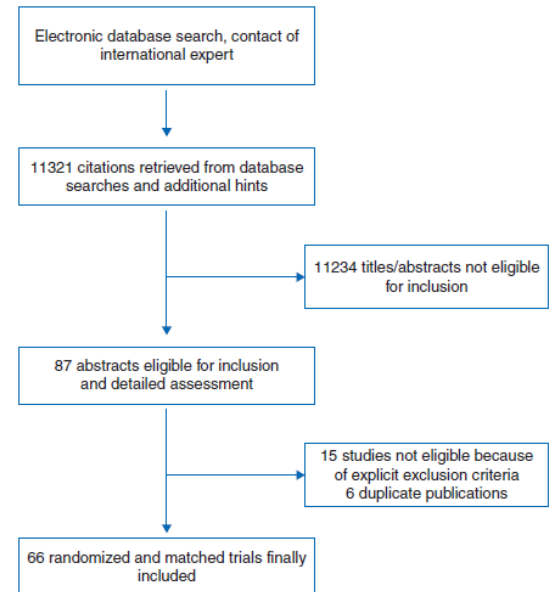 Electronic database search, contact of
international expert
11321 citations retrieved from database
searches and additional hints
11234 titles/abstracts not eligible
for inclusion
87 abstracts eligible for inclusion
and detailed assessment
15 studies not eligible because
of explicit exclusion criteria
6 duplicate publications
66 randomized and matched trials finally
included